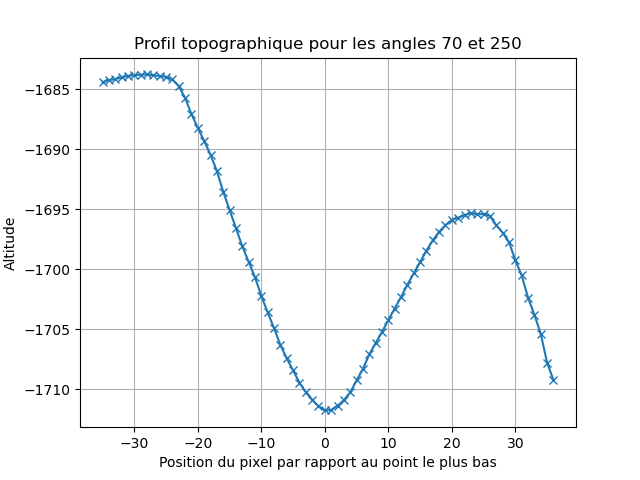 Profil topographique pour les angles 70 et 250
Altitude
−1685
−1690
−1695
−1700
−1705
−1710
−30 −20 −10 0 10 20 30
Position du pixel par rapport au point le plus bas